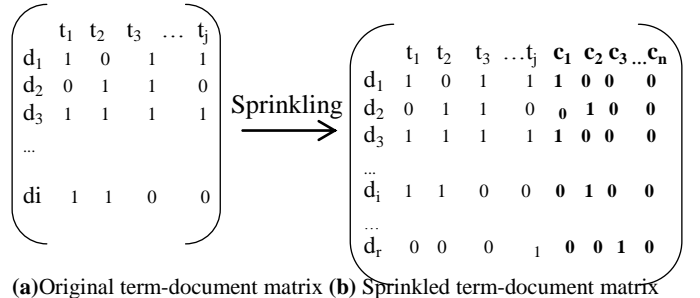 t1 t2 t3 … tj
d1 1 0 1 1
d2 0 1 1 0
d3 1 1 1 1
...
di 1 1 0 0
Sprinkling
t1 t2 t3 …tj c1 c2 c3 ...cn
d1 1 0 1 1 1 0 0 0
d2 0 1 1 0 0 1 0 0
d3 1 1 1 1 1 0 0 0
...
di 1 1 0 0 0 1 0 0
...
dr 0 0 0 1 0 0 1 0
(a)Original term-document matrix (b) Sprinkled term-document matrix